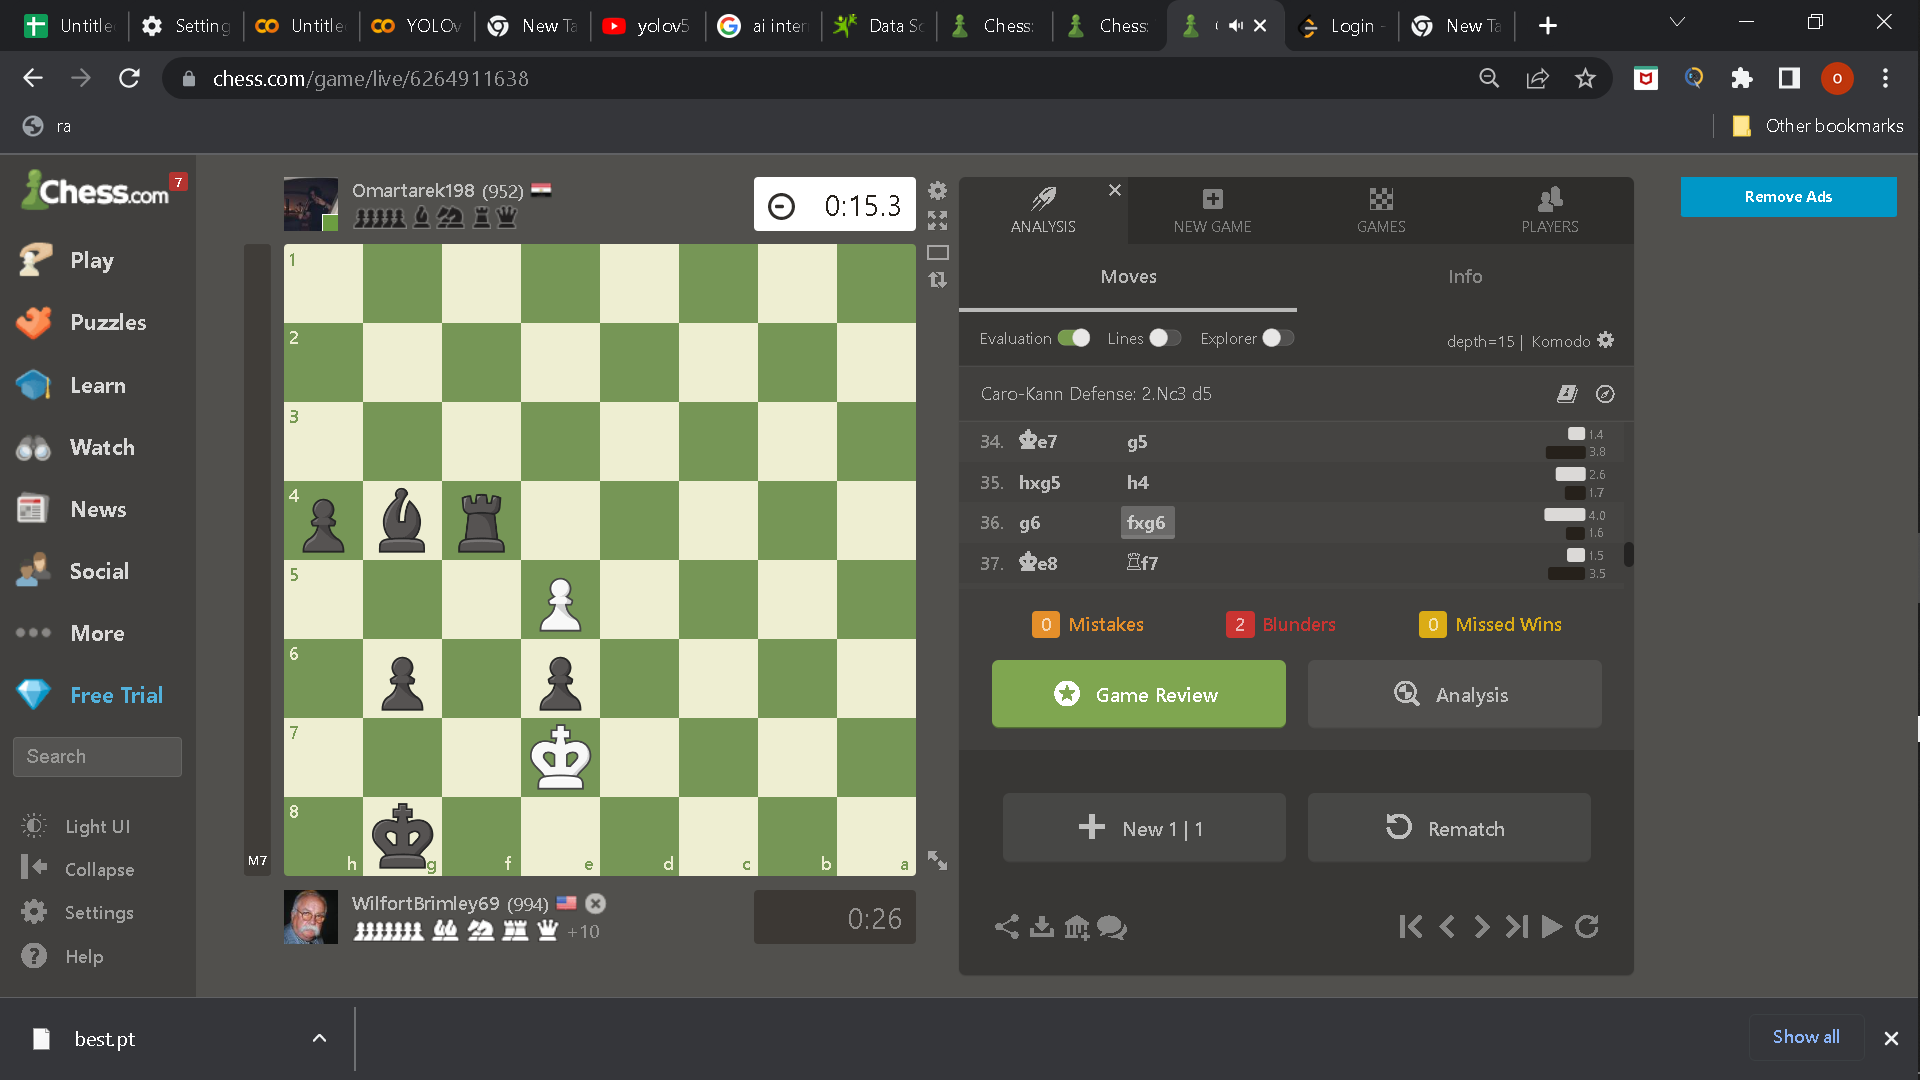 Untitle
Setting
Untitle
YOLOv
New Ta
yolov5
ai inter
Data Sc
Chess:
Chess:
Login -
New Ta
chess.com/game/live/6264911638
O
ra
Other bookmarks
Chess.com
7
Play
Puzzles
Learn
Watch
News
Social
More
Free Trial
Search
Light UI
Collapse
Settings
Help
Omartarek198 (952)
0:15.3
1
2
3
4
5
6
7
8
h
g
f
e
d
c
b
a
M7
WilfortBrimley69 (994)
+10
0:26
ANALYSIS
NEW GAME
GAMES
PLAYERS
Moves
Info
Evaluation
Lines
Explorer
depth=15 | Komodo
Caro-Kann Defense: 2.Nc3 d5
34. ♚e7 g5 1.4
3.8
35. hxg5 h4 2.6
1.7
36. g6 fxg6 4.0
1.6
37. ♚e8 ♖f7 1.5
3.5
0 Mistakes
2 Blunders
0 Missed Wins
Game Review
Analysis
New 1 | 1
Rematch
Remove Ads
best.pt
Show all